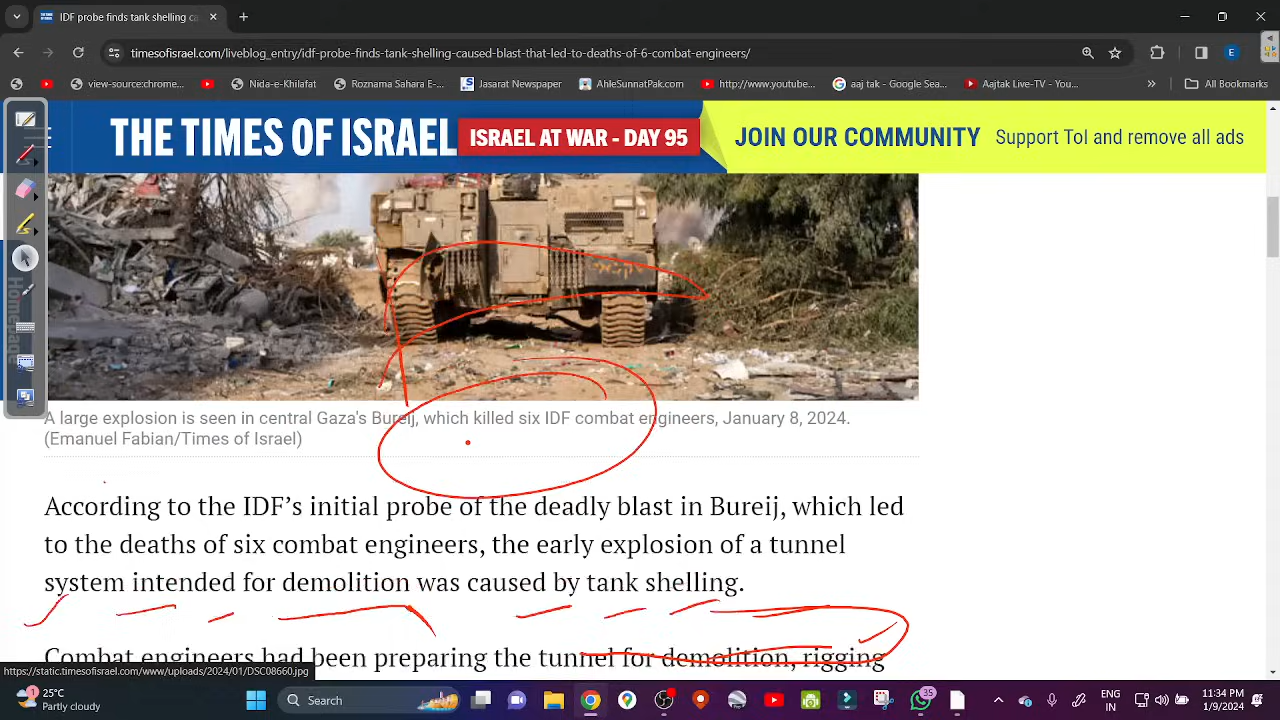 IDF probe finds tank shelling ca
timesofisrael.com/livelog_entry/idf-probe-finds-tank-shelling-caused-blast-that-led-to-deaths-of-6-combat-engineers/
E
view-sourcechrome...
Nida-e-Khilafat
Roznama Sahara E-...
Jasarat Newspaper
AhleSunnatPak.com
http://www.youtube...
aaj tak - Google Sea...
Aajtak Live-TV - You...
»
All Bookmarks
THE TIMES OF ISRAEL
ISRAEL AT WAR - DAY 95
JOIN OUR COMMUNITY Support ToI and remove all ads
A large explosion is seen in central Gaza's Bureij, which killed six IDF combat engineers, January 8, 2024.
(Emanuel Fabian/Times of Israel)
According to the IDF’s initial probe of the deadly blast in Bureij, which led
to the deaths of six combat engineers, the early explosion of a tunnel
system intended for demolition was caused by tank shelling.
Combat engineers had been preparing the tunnel for demolition, rigging
https://static.timesofisrael.com/www/uploads/2024/01/DSC08660.jpg
25°C
Partly cloudy
Search
35
ENG
IN
11:34 PM
1/9/2024